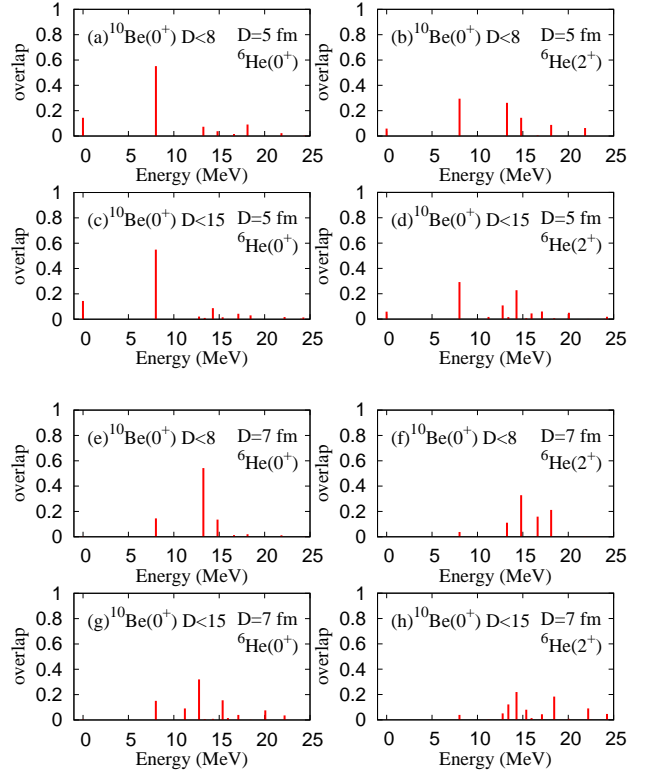 (a)¹⁰Be(0⁺) D<8 D=5 fm
⁶He(0⁺)
overlap
1
0.8
0.6
0.4
0.2
0
0 5 10 15 20 25
Energy (MeV)
(b)¹⁰Be(0⁺) D<8 D=5 fm
⁶He(2⁺)
overlap
1
0.8
0.6
0.4
0.2
0
0 5 10 15 20 25
Energy (MeV)
(c)¹⁰Be(0⁺) D<15 D=5 fm
⁶He(0⁺)
overlap
1
0.8
0.6
0.4
0.2
0
0 5 10 15 20 25
Energy (MeV)
(d)¹⁰Be(0⁺) D<15 D=5 fm
⁶He(2⁺)
overlap
1
0.8
0.6
0.4
0.2
0
0 5 10 15 20 25
Energy (MeV)
(e)¹⁰Be(0⁺) D<8 D=7 fm
⁶He(0⁺)
overlap
1
0.8
0.6
0.4
0.2
0
0 5 10 15 20 25
Energy (MeV)
(f)¹⁰Be(0⁺) D<8 D=7 fm
⁶He(2⁺)
overlap
1
0.8
0.6
0.4
0.2
0
0 5 10 15 20 25
Energy (MeV)
(g)¹⁰Be(0⁺) D<15 D=7 fm
⁶He(0⁺)
overlap
1
0.8
0.6
0.4
0.2
0
0 5 10 15 20 25
Energy (MeV)
(h)¹⁰Be(0⁺) D<15 D=7 fm
⁶He(2⁺)
overlap
1
0.8
0.6
0.4
0.2
0
0 5 10 15 20 25
Energy (MeV)